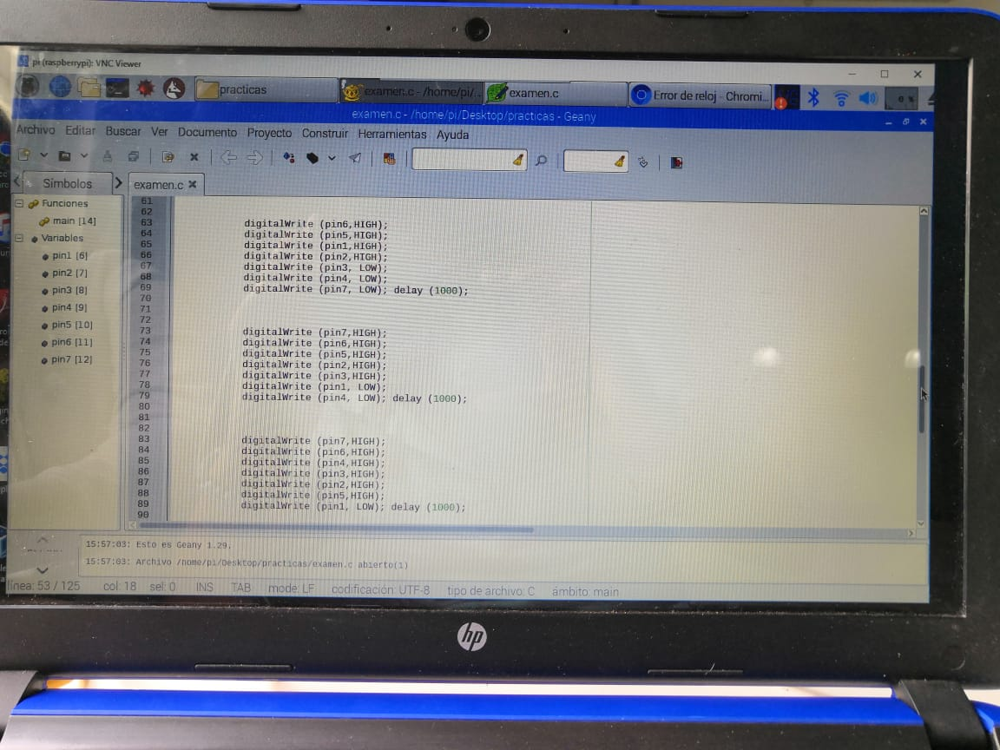 pi (raspberrypi): VNC Viewer
practicas
examen.c - /home/pi/...
examen.c
Error de reloj - Chromi...
0 %
examen.c - /home/pi/Desktop/practicas - Geany
Archivo Editar Buscar Ver Documento Proyecto Construir Herramientas Ayuda
Símbolos
examen.c
Funciones
main [14]
Variables
pin1 [6]
pin2 [7]
pin3 [8]
pin4 [9]
pin5 [10]
pin6 [11]
pin7 [12]
61
62
63 digitalWrite (pin6,HIGH);
64 digitalWrite (pin5,HIGH);
65 digitalWrite (pin1,HIGH);
66 digitalWrite (pin2,HIGH);
67 digitalWrite (pin3, LOW);
68 digitalWrite (pin4, LOW);
69 digitalWrite (pin7, LOW); delay (1000);
70
71
72
73 digitalWrite (pin7,HIGH);
74 digitalWrite (pin6,HIGH);
75 digitalWrite (pin5,HIGH);
76 digitalWrite (pin2,HIGH);
77 digitalWrite (pin3,HIGH);
78 digitalWrite (pin1, LOW);
79 digitalWrite (pin4, LOW); delay (1000);
80
81
82
83 digitalWrite (pin7,HIGH);
84 digitalWrite (pin6,HIGH);
85 digitalWrite (pin4,HIGH);
86 digitalWrite (pin3,HIGH);
87 digitalWrite (pin2,HIGH);
88 digitalWrite (pin5,HIGH);
89 digitalWrite (pin1, LOW); delay (1000);
90
15:57:03: Esto es Geany 1.29.
15:57:03: Archivo /home/pi/Desktop/practicas/examen.c abierto(1)
línea: 53 / 125 col: 18 sel: 0 INS TAB mode: LF codificación: UTF-8 tipo de archivo: C ámbito: main
hp